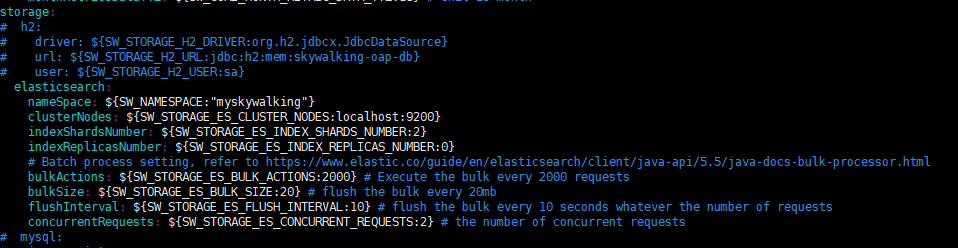 storage:
#  h2:
#    driver: ${SW_STORAGE_H2_DRIVER:org.h2.jdbcx.JdbcDataSource}
#    url: ${SW_STORAGE_H2_URL:jdbc:h2:mem:skywalking-oap-db}
#    user: ${SW_STORAGE_H2_USER:sa}
  elasticsearch:
    nameSpace: ${SW_NAMESPACE:"myskywalking"}
    clusterNodes: ${SW_STORAGE_ES_CLUSTER_NODES:localhost:9200}
    indexShardsNumber: ${SW_STORAGE_ES_INDEX_SHARDS_NUMBER:2}
    indexReplicasNumber: ${SW_STORAGE_ES_INDEX_REPLICAS_NUMBER:0}
    # Batch process setting, refer to https://www.elastic.co/guide/en/elasticsearch/client/java-api/5.5/java-docs-bulk-processor.html
    bulkActions: ${SW_STORAGE_ES_BULK_ACTIONS:2000} # Execute the bulk every 2000 requests
    bulkSize: ${SW_STORAGE_ES_BULK_SIZE:20} # flush the bulk every 20mb
    flushInterval: ${SW_STORAGE_ES_FLUSH_INTERVAL:10} # flush the bulk every 10 seconds whatever the number of requests
    concurrentRequests: ${SW_STORAGE_ES_CONCURRENT_REQUESTS:2} # the number of concurrent requests
#  mysql: